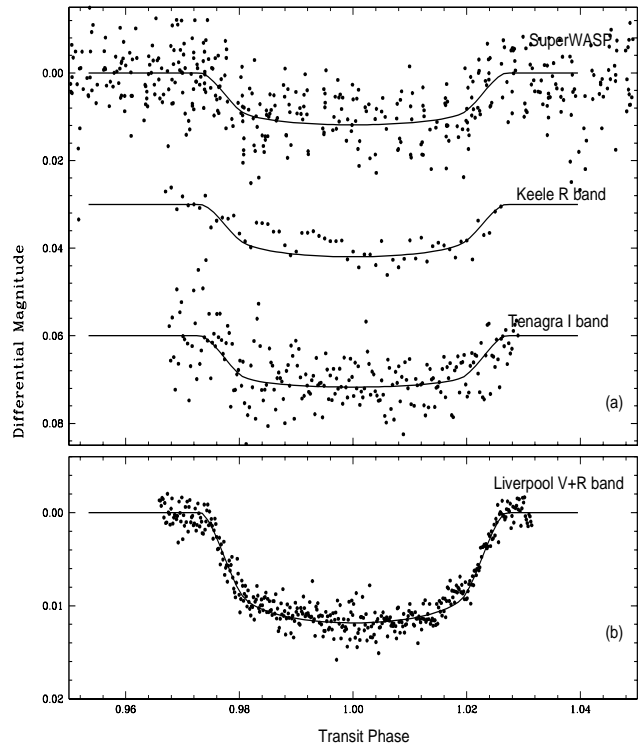 SuperWASP
0.00
0.02
Keele R band
0.04
Tenagra I band
0.06
0.08
(a)
Differential Magnitude
Liverpool V+R band
0.00
0.01
(b)
0.02
0.96
0.98
1.00
1.02
1.04
Transit Phase